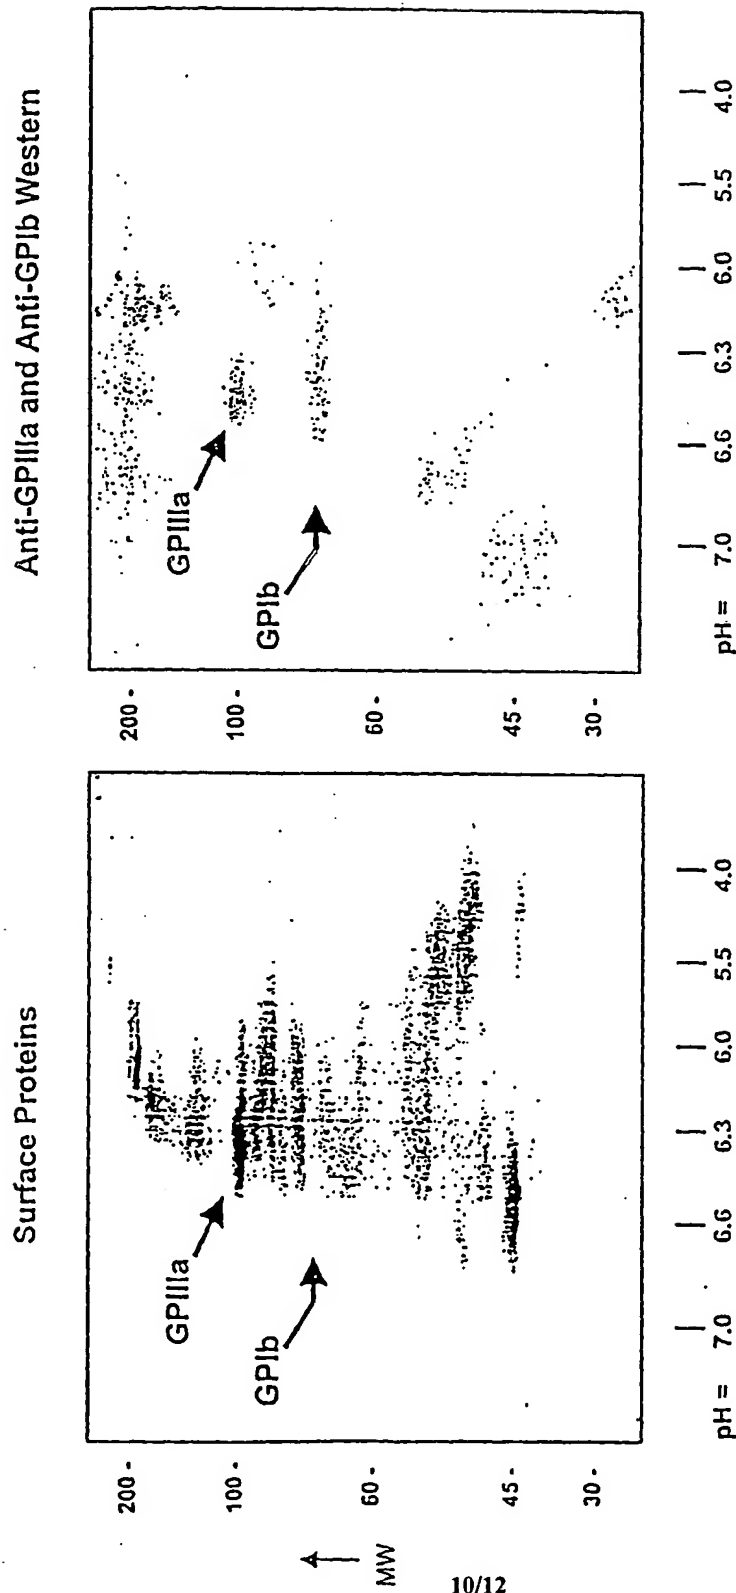 Surface Proteins
MW
200 -
100 -
60 -
45 -
30 -
GPIIIa
GPIb
pH = 7.0 6.6 6.3 6.0 5.5 4.0
Anti-GPIIIa and Anti-GPIb Western
200 -
100 -
60 -
45 -
30 -
GPIIIa
GPIb
pH = 7.0 6.6 6.3 6.0 5.5 4.0
10/12